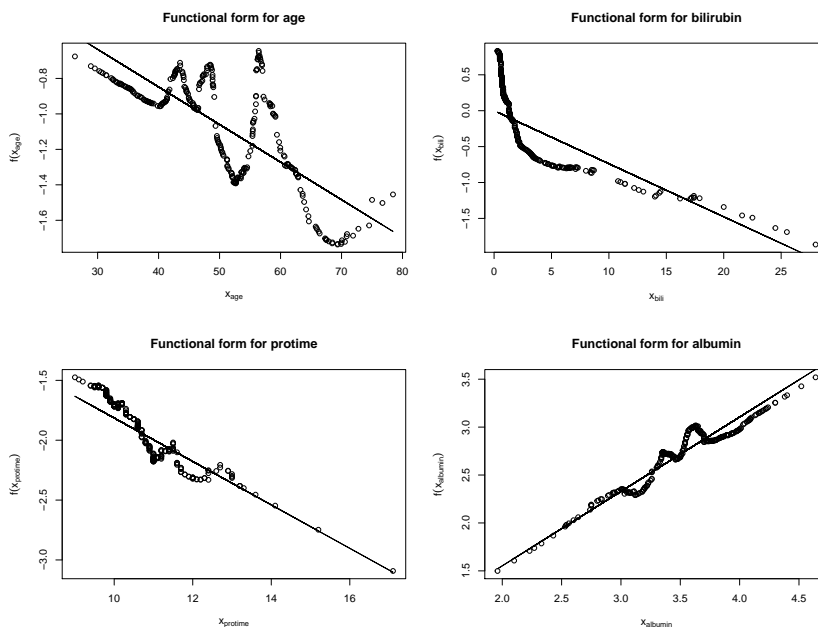 Functional form for age
f(x_age)
−0.8
−1.0
−1.2
−1.4
−1.6
30 40 50 60 70 80
x_age
Functional form for bilirubin
f(x_bili)
0.5
0.0
−0.5
−1.0
−1.5
0 5 10 15 20 25
x_bili
Functional form for protime
f(x_protime)
−1.5
−2.0
−2.5
−3.0
10 12 14 16
x_protime
Functional form for albumin
f(x_albumin)
3.5
3.0
2.5
2.0
1.5
2.0 2.5 3.0 3.5 4.0 4.5
x_albumin